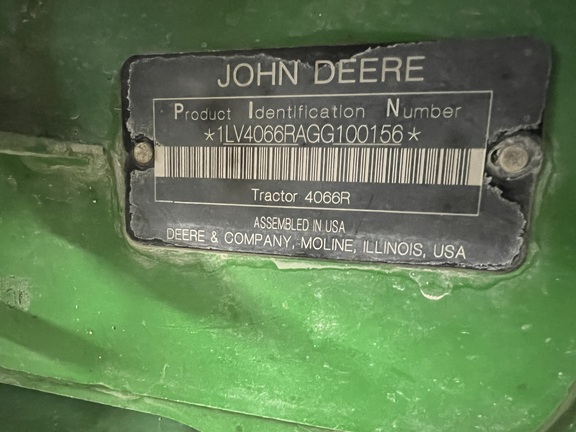 JOHN DEERE
Product Identification Number
*1LV4066RAGG100156*
Tractor 4066R
ASSEMBLED IN USA
DEERE & COMPANY, MOLINE, ILLINOIS, USA